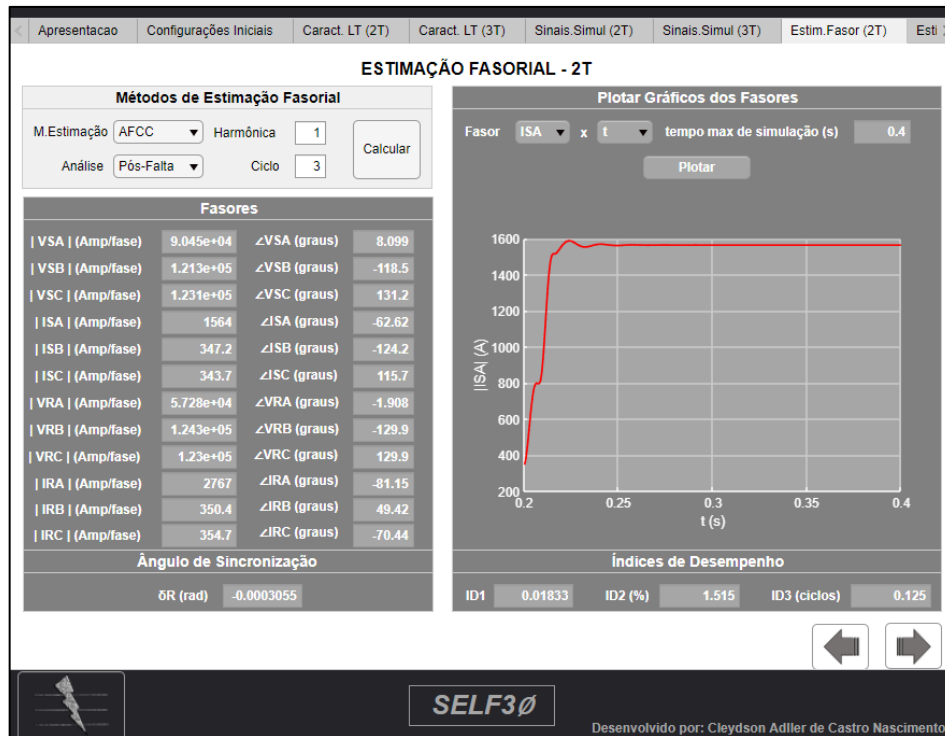 Apresentacao Configurações Iniciais Caract. LT (2T) Caract. LT (3T) Sinais.Simul (2T) Sinais.Simul (3T) Estim.Fasor (2T) Esti
ESTIMAÇÃO FASORIAL - 2T
Métodos de Estimação Fasorial
M.Estimação AFCC Harmônica 1
Análise Pós-Falta Ciclo 3
Calcular
Fasores
| VSA | (Amp/fase) 9.045e+04 ∠VSA (graus) 8.099
| VSB | (Amp/fase) 1.213e+05 ∠VSB (graus) -118.5
| VSC | (Amp/fase) 1.231e+05 ∠VSC (graus) 131.2
| ISA | (Amp/fase) 1564 ∠ISA (graus) -62.62
| ISB | (Amp/fase) 347.2 ∠ISB (graus) -124.2
| ISC | (Amp/fase) 343.7 ∠ISC (graus) 115.7
| VRA | (Amp/fase) 5.728e+04 ∠VRA (graus) -1.908
| VRB | (Amp/fase) 1.243e+05 ∠VRB (graus) -129.9
| VRC | (Amp/fase) 1.23e+05 ∠VRC (graus) 129.9
| IRA | (Amp/fase) 2767 ∠IRA (graus) -81.15
| IRB | (Amp/fase) 350.4 ∠IRB (graus) 49.42
| IRC | (Amp/fase) 354.7 ∠IRC (graus) -70.44
Ângulo de Sincronização
δR (rad) -0.0003055
Plotar Gráficos dos Fasores
Fasor ISA x t tempo max de simulação (s) 0.4
Plotar
1600
1400
1200
1000
800
600
400
200
|ISA| (A)
0.2 0.25 0.3 0.35 0.4
t (s)
Índices de Desempenho
ID1 0.01833 ID2 (%) 1.515 ID3 (ciclos) 0.125
SELF3Ø
Desenvolvido por: Cleydson Adller de Castro Nascimento